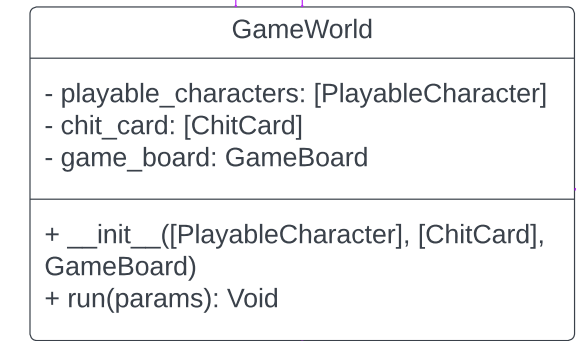 GameWorld
- playable_characters: [PlayableCharacter]
- chit_card: [ChitCard]
- game_board: GameBoard
+ __init__([PlayableCharacter], [ChitCard],
GameBoard)
+ run(params): Void